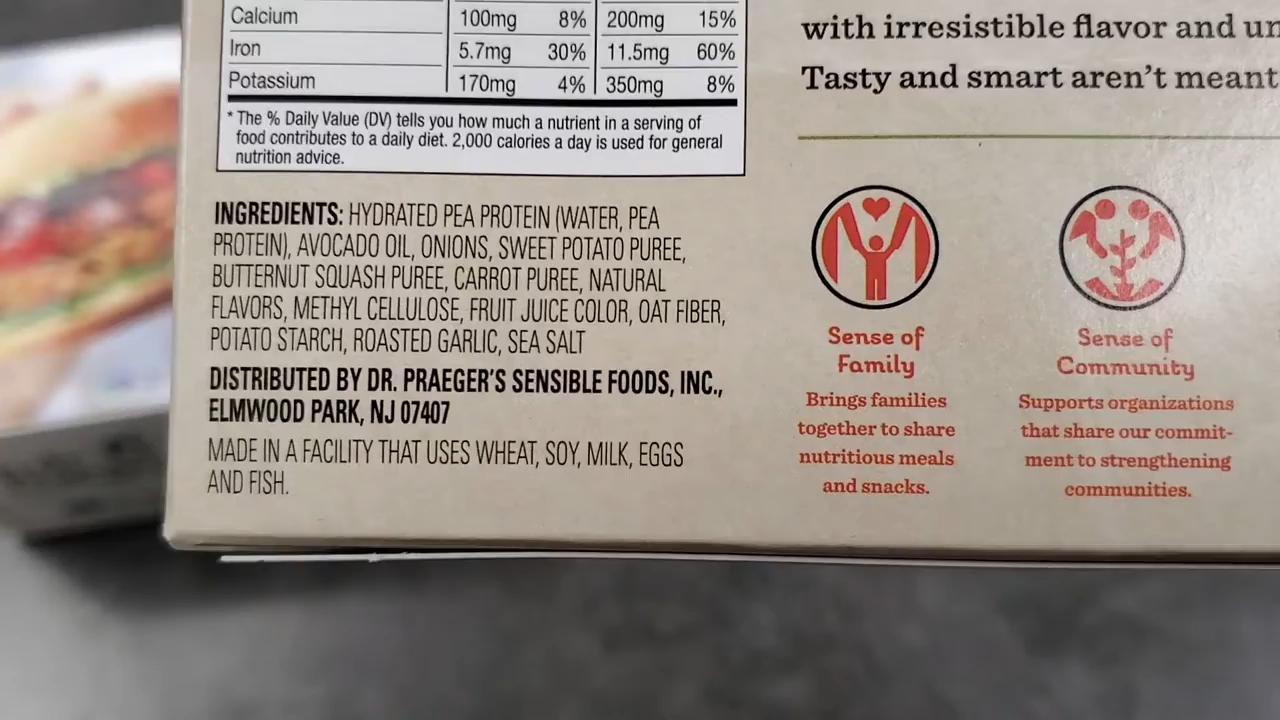 Calcium 100mg 8% 200mg 15%
Iron 5.7mg 30% 11.5mg 60%
Potassium 170mg 4% 350mg 8%
* The % Daily Value (DV) tells you how much a nutrient in a serving of
food contributes to a daily diet. 2,000 calories a day is used for general
nutrition advice.
INGREDIENTS: HYDRATED PEA PROTEIN (WATER, PEA
PROTEIN), AVOCADO OIL, ONIONS, SWEET POTATO PUREE,
BUTTERNUT SQUASH PUREE, CARROT PUREE, NATURAL
FLAVORS, METHYL CELLULOSE, FRUIT JUICE COLOR, OAT FIBER,
POTATO STARCH, ROASTED GARLIC, SEA SALT
DISTRIBUTED BY DR. PRAEGER'S SENSIBLE FOODS, INC.,
ELMWOOD PARK, NJ 07407
MADE IN A FACILITY THAT USES WHEAT, SOY, MILK, EGGS
AND FISH.
with irresistible flavor and
Tasty and smart aren't meant
Sense of
Family
Brings families
together to share
nutritious meals
and snacks.
Sense of
Community
Supports organizations
that share our commit-
ment to strengthening
communities.